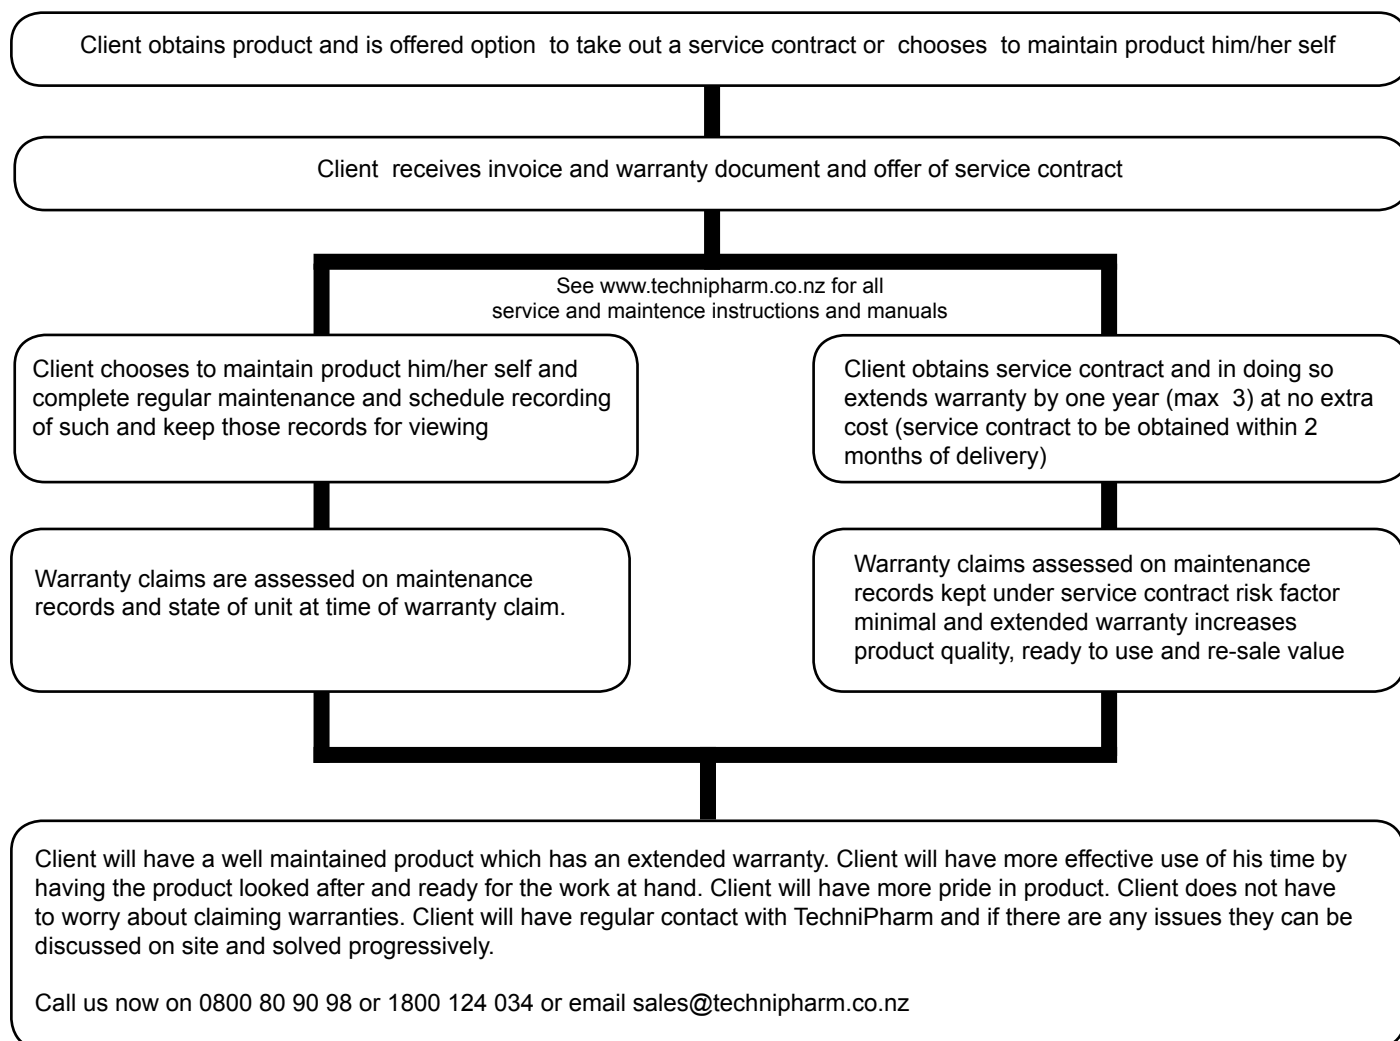 Client obtains product and is offered option  to take out a service contract or  chooses  to maintain product him/her self
Client  receives invoice and warranty document and offer of service contract
See www.technipharm.co.nz for all
service and maintence instructions and manuals
Client chooses to maintain product him/her self and
complete regular maintenance and schedule recording
of such and keep those records for viewing
Client obtains service contract and in doing so
extends warranty by one year (max  3) at no extra
cost (service contract to be obtained within 2
months of delivery)
Warranty claims are assessed on maintenance
records and state of unit at time of warranty claim.
Warranty claims assessed on maintenance
records kept under service contract risk factor
minimal and extended warranty increases
product quality, ready to use and re-sale value
Client will have a well maintained product which has an extended warranty. Client will have more effective use of his time by
having the product looked after and ready for the work at hand. Client will have more pride in product. Client does not have
to worry about claiming warranties. Client will have regular contact with TechniPharm and if there are any issues they can be
discussed on site and solved progressively.
Call us now on 0800 80 90 98 or 1800 124 034 or email sales@technipharm.co.nz